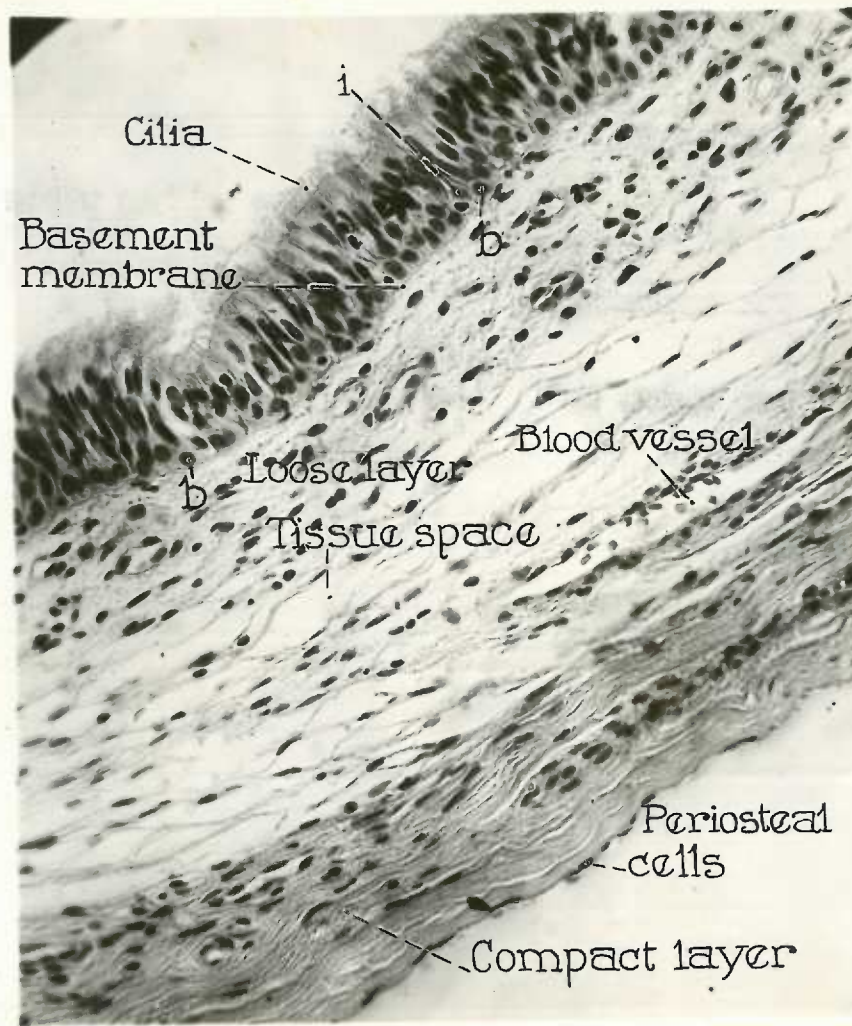 i
Cilia
Basement
membrane
b
Blood vessel
b
Loose layer
Tissue space
Periosteal
cells
Compact layer